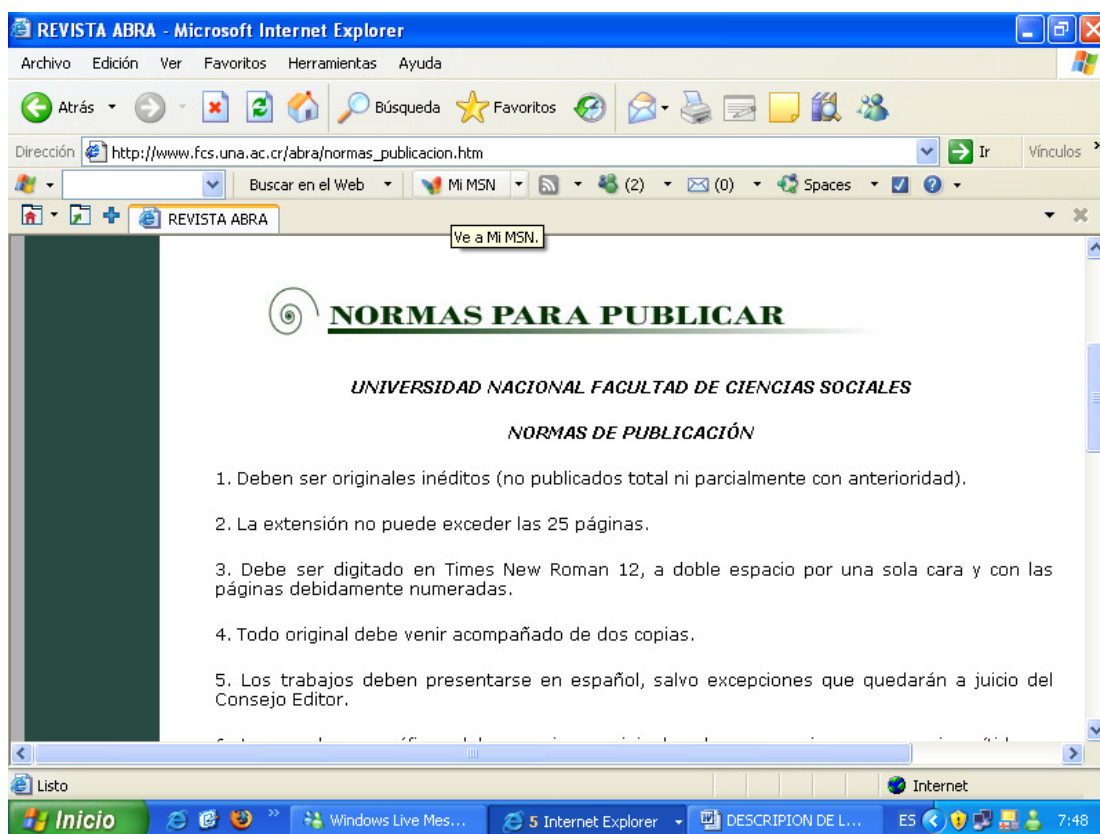 REVISTA ABRA - Microsoft Internet Explorer
Archivo Edición Ver Favoritos Herramientas Ayuda
Atrás Búsqueda Favoritos
Dirección http://www.fcs.una.ac.cr/abra/normas_publicacion.htm Ir Vínculos
Buscar en el Web Mi MSN (2) (0) Spaces
REVISTA ABRA
Ve a Mi MSN.
NORMAS PARA PUBLICAR
UNIVERSIDAD NACIONAL FACULTAD DE CIENCIAS SOCIALES
NORMAS DE PUBLICACIÓN
1. Deben ser originales inéditos (no publicados total ni parcialmente con anterioridad).
2. La extensión no puede exceder las 25 páginas.
3. Debe ser digitado en Times New Roman 12, a doble espacio por una sola cara y con las
páginas debidamente numeradas.
4. Todo original debe venir acompañado de dos copias.
5. Los trabajos deben presentarse en español, salvo excepciones que quedarán a juicio del
Consejo Editor.
Listo Internet
Inicio Windows Live Mes... 5 Internet Explorer DESCRIPION DE L... ES 7:48